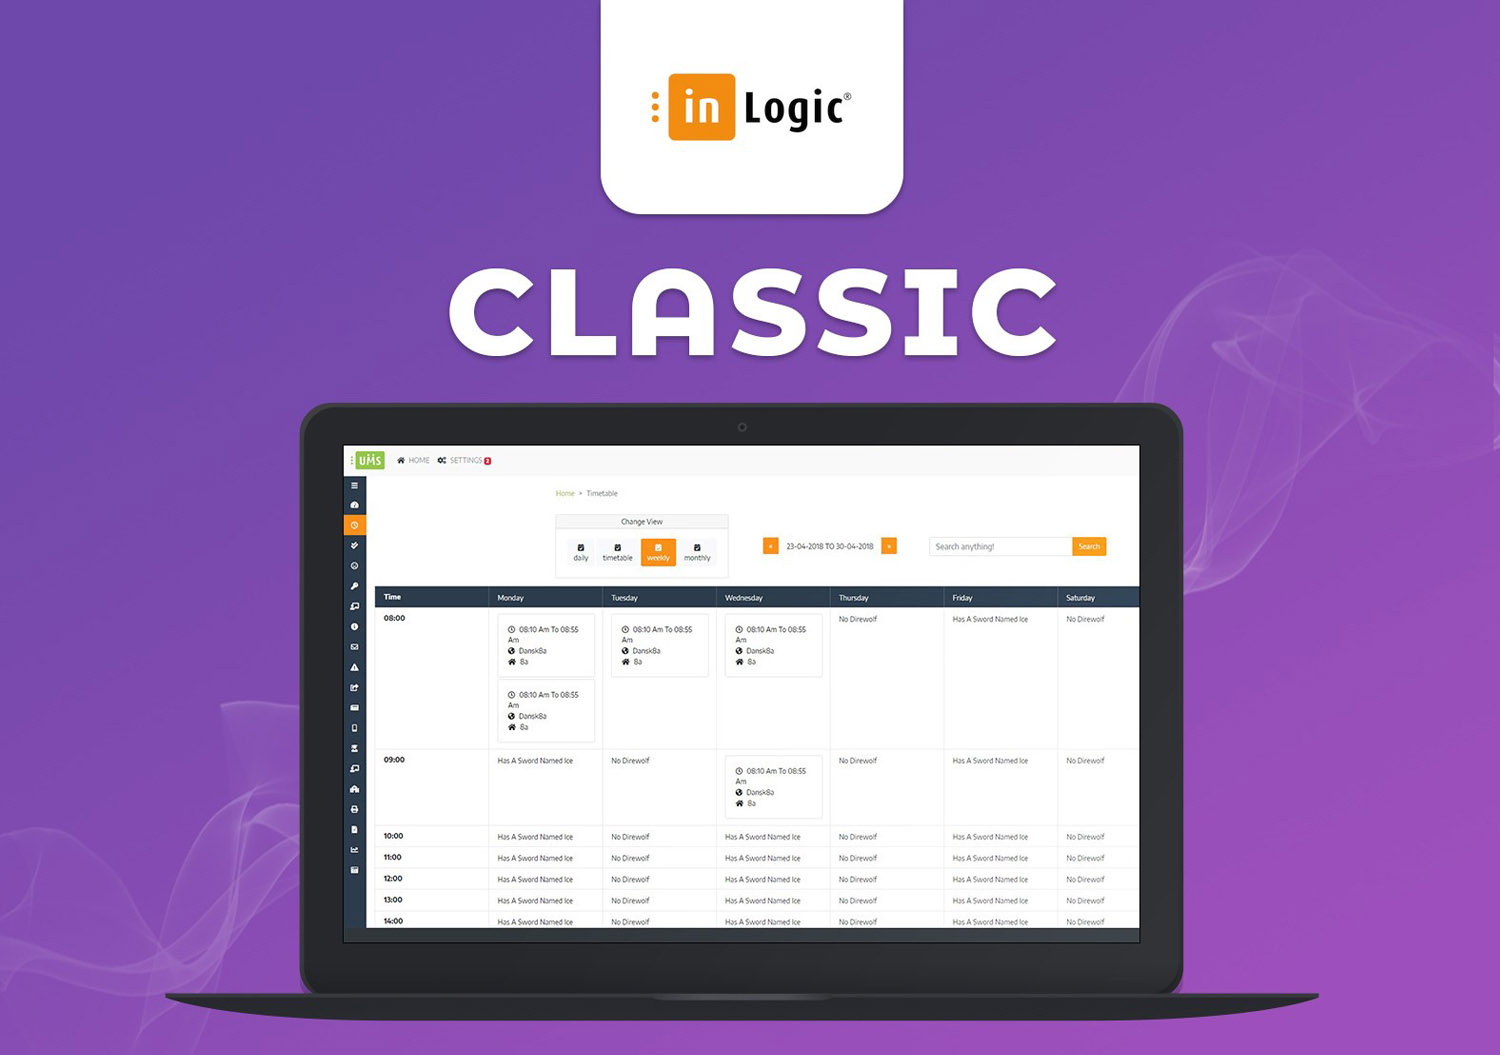 in Logic®
CLASSIC
UMS HOME SETTINGS 2
Home » Timetable
Change View
daily timetable weekly monthly
« 23-04-2018 TO 30-04-2018 »
Search anything! Search
Time Monday Tuesday Wednesday Thursday Friday Saturday
08:00
08:10 Am To 08:55
Am
Dansk8a
8a
08:10 Am To 08:55
Am
Dansk8a
8a
08:10 Am To 08:55
Am
Dansk8a
8a
08:10 Am To 08:55
Am
Dansk8a
8a
No Direwolf
Has A Sword Named Ice
No Direwolf
09:00
Has A Sword Named Ice
No Direwolf
08:10 Am To 08:55
Am
Dansk8a
8a
No Direwolf
Has A Sword Named Ice
No Direwolf
10:00 Has A Sword Named Ice No Direwolf Has A Sword Named Ice No Direwolf Has A Sword Named Ice No Direwolf
11:00 Has A Sword Named Ice No Direwolf Has A Sword Named Ice No Direwolf Has A Sword Named Ice No Direwolf
12:00 Has A Sword Named Ice No Direwolf Has A Sword Named Ice No Direwolf Has A Sword Named Ice No Direwolf
13:00 Has A Sword Named Ice No Direwolf Has A Sword Named Ice No Direwolf Has A Sword Named Ice No Direwolf
14:00 Has A Sword Named Ice No Direwolf Has A Sword Named Ice No Direwolf Has A Sword Named Ice No Direwolf